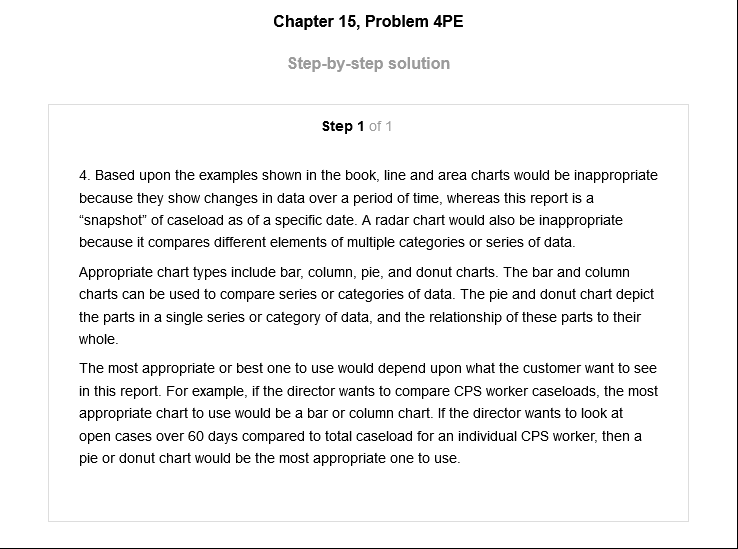 Chapter 15, Problem 4PE
Step-by-step solution
Step 1 of 1
4. Based upon the examples shown in the book, line and area charts would be inappropriate
because they show changes in data over a period of time, whereas this report is a
“snapshot” of caseload as of a specific date. A radar chart would also be inappropriate
because it compares different elements of multiple categories or series of data.
Appropriate chart types include bar, column, pie, and donut charts. The bar and column
charts can be used to compare series or categories of data. The pie and donut chart depict
the parts in a single series or category of data, and the relationship of these parts to their
whole.
The most appropriate or best one to use would depend upon what the customer want to see
in this report. For example, if the director wants to compare CPS worker caseloads, the most
appropriate chart to use would be a bar or column chart. If the director wants to look at
open cases over 60 days compared to total caseload for an individual CPS worker, then a
pie or donut chart would be the most appropriate one to use.